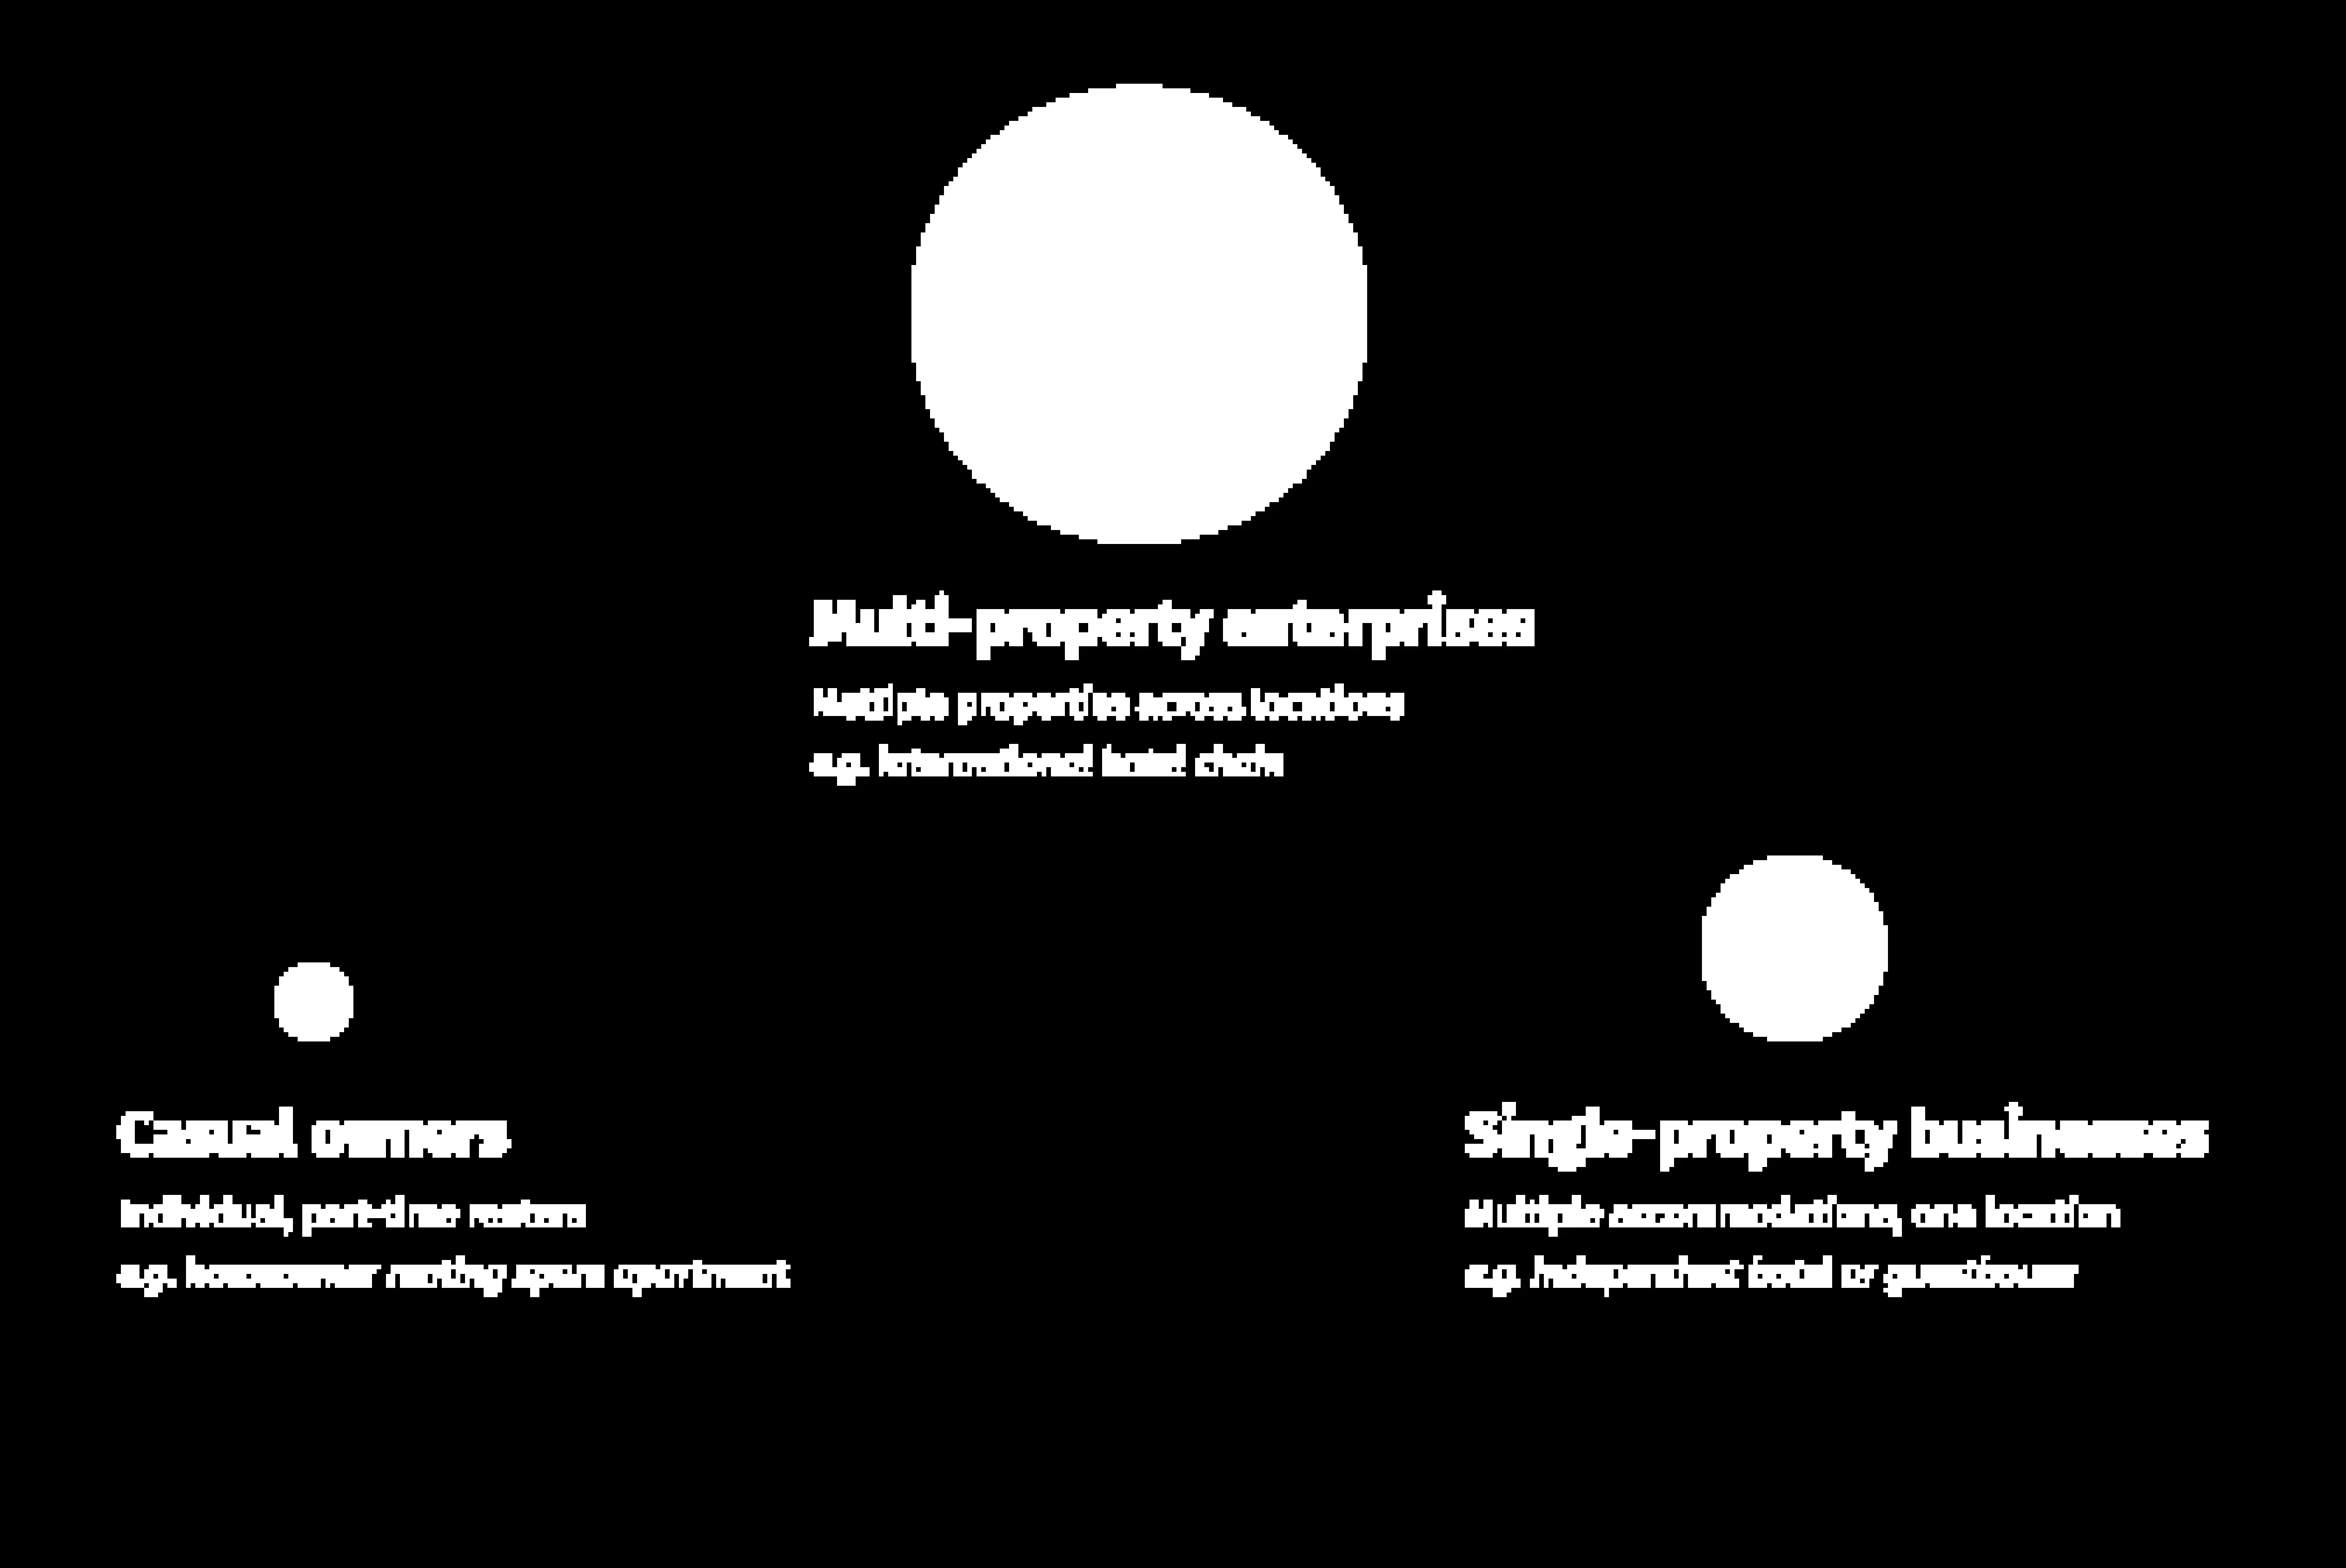 Multi-property enterprises
Multiple properties across locations
e.g. international hotel chain
Casual owners
Individual, part-time
e.g. homeowner renting spare apartment
Single-property businesses
Multiple accommodations, one location
e.g. independent hotel or guesthouse